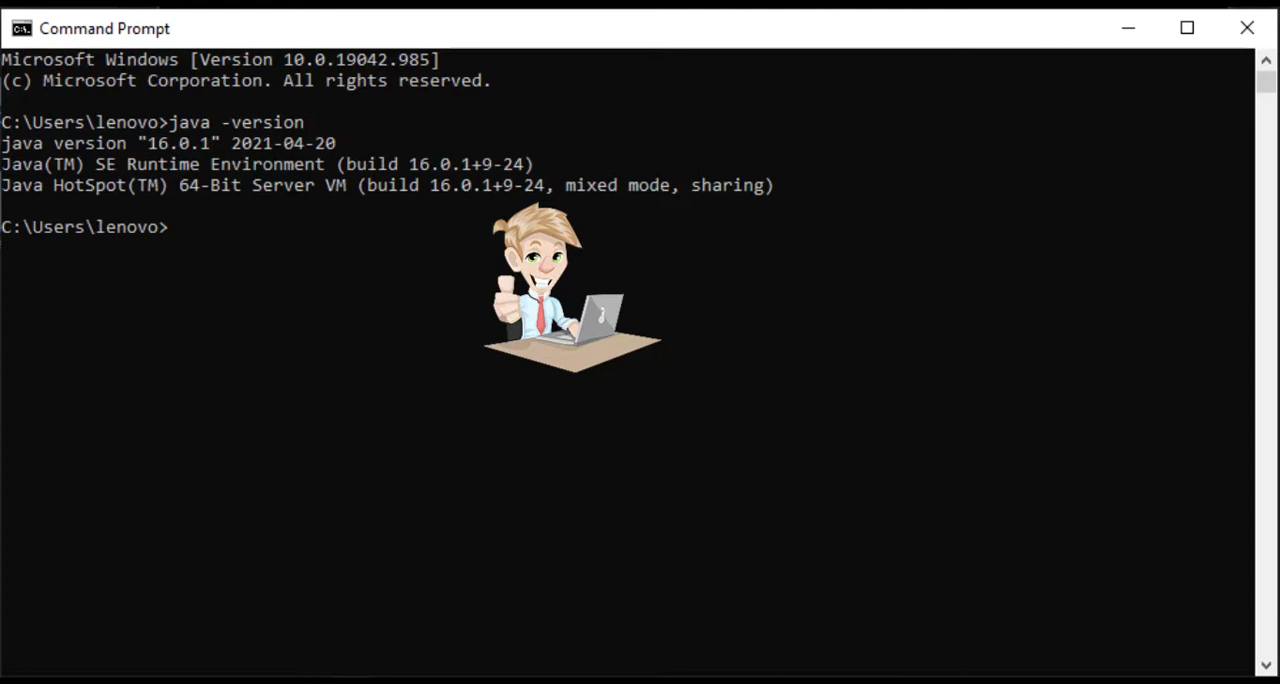 Command Prompt
Microsoft Windows [Version 10.0.19042.985]
(c) Microsoft Corporation. All rights reserved.
C:\Users\lenovo>java -version
java version "16.0.1" 2021-04-20
Java(TM) SE Runtime Environment (build 16.0.1+9-24)
Java HotSpot(TM) 64-Bit Server VM (build 16.0.1+9-24, mixed mode, sharing)
C:\Users\lenovo>